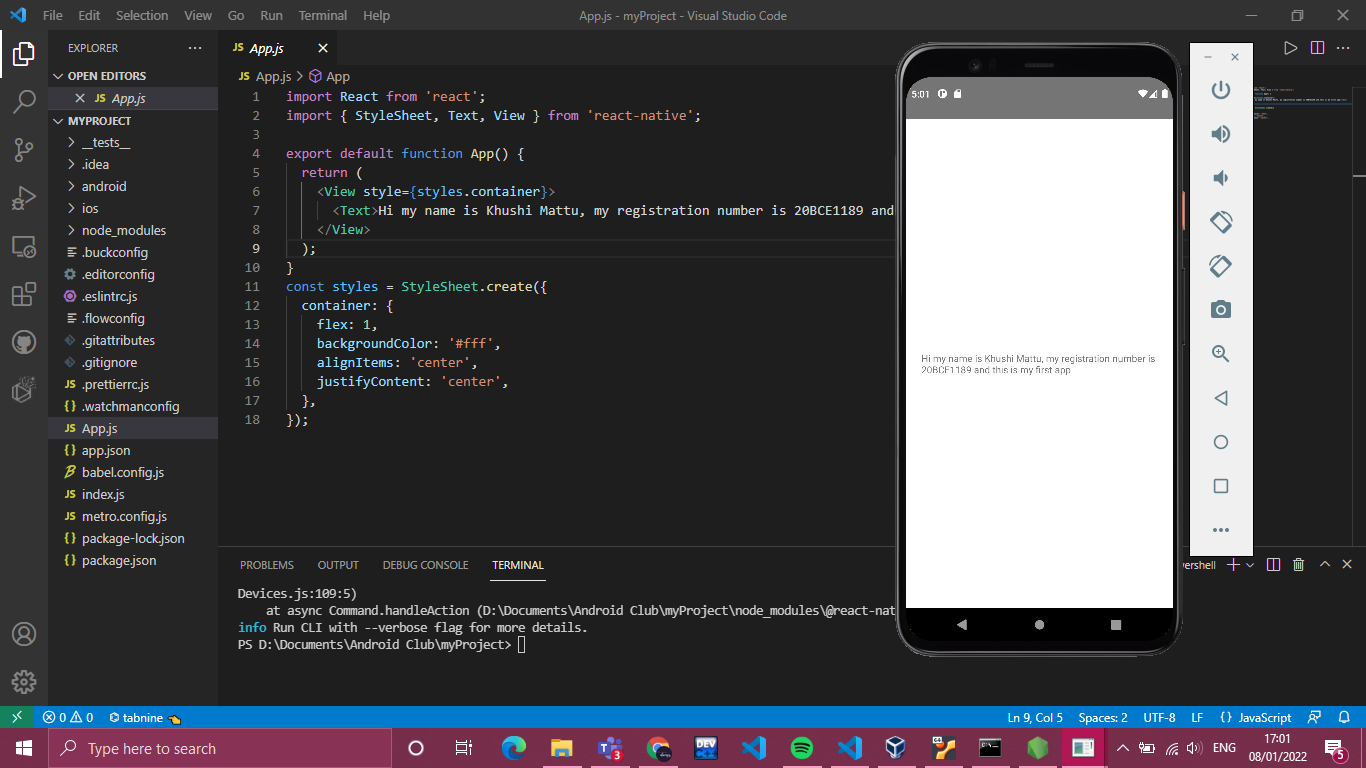 File Edit Selection View Go Run Terminal Help
App.js - myProject - Visual Studio Code
EXPLORER
OPEN EDITORS
JS App.js
MYPROJECT
__tests__
.idea
android
ios
node_modules
.buckconfig
.editorconfig
.eslintrc.js
.flowconfig
.gitattributes
.gitignore
JS .prettierrc.js
{} .watchmanconfig
JS App.js
{} app.json
babel.config.js
JS index.js
JS metro.config.js
{} package-lock.json
{} package.json
JS App.js
JS App.js > App
1 import React from 'react';
2 import { StyleSheet, Text, View } from 'react-native';
3
4 export default function App() {
5 return (
6 <View style={styles.container}>
7 <Text>Hi my name is Khushi Mattu, my registration number is 20BCE1189 and
8 </View>
9 );
10 }
11 const styles = StyleSheet.create({
12 container: {
13 flex: 1,
14 backgroundColor: '#fff',
15 alignItems: 'center',
16 justifyContent: 'center',
17 },
18 });
5:01
Hi my name is Khushi Mattu, my registration number is
20BCE1189 and this is my first app
PROBLEMS OUTPUT DEBUG CONSOLE TERMINAL
ershell
Devices.js:109:5)
at async Command.handleAction (D:\Documents\Android Club\myProject\node_modules\@react-nat
info Run CLI with --verbose flag for more details.
PS D:\Documents\Android Club\myProject>
0 0 tabnine
Ln 9, Col 5 Spaces: 2 UTF-8 LF {} JavaScript
Type here to search
3
DEV
ENG
17:01
08/01/2022
5